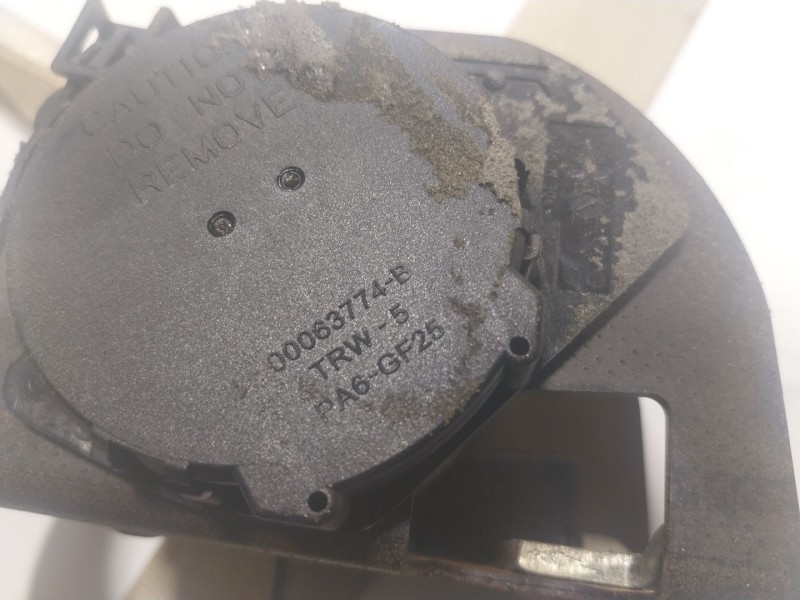 CAUTION
DO NOT
REMOVE
00063774-B
TRW - 5
PA6-GF25